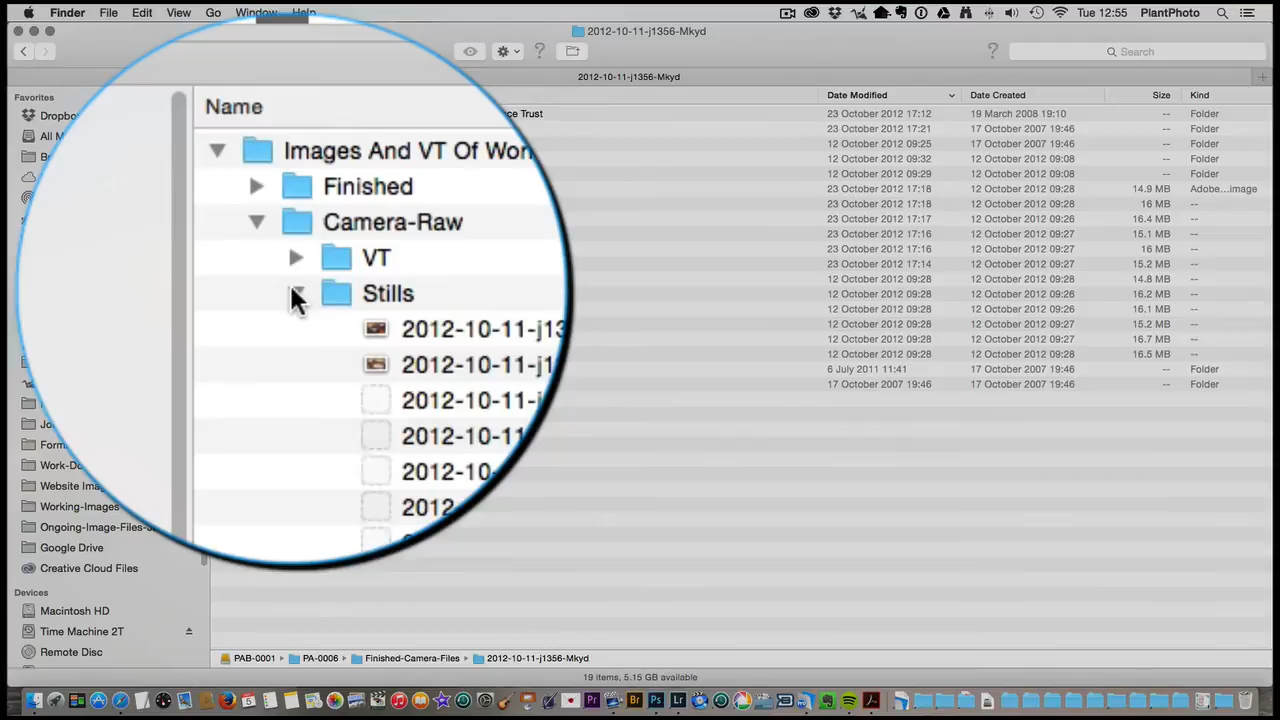 Finder File Edit View Go Window Help Tue 12:55 PlantPhoto
2012-10-11-j1356-Mkyd
Search
2012-10-11-j1356-Mkyd
Favorites
Name
Date Modified Date Created Size Kind
Images And VT Of
ce Trust
23 October 2012 17:12 19 March 2008 19:10 -- Folder
23 October 2012 17:21 17 October 2007 19:46 -- Folder
12 October 2012 09:25 17 October 2007 19:46 -- Folder
12 October 2012 09:32 12 October 2012 09:08 -- Folder
12 October 2012 09:29 12 October 2012 09:08 -- Folder
23 October 2012 17:18 12 October 2012 09:28 14.9 MB Adobe...image
23 October 2012 17:18 12 October 2012 09:28 16 MB --
23 October 2012 17:17 12 October 2012 09:26 16.4 MB --
23 October 2012 17:16 12 October 2012 09:27 15.1 MB --
23 October 2012 17:16 12 October 2012 09:26 16 MB --
23 October 2012 17:14 12 October 2012 09:27 15.2 MB --
12 October 2012 09:28 12 October 2012 09:28 14.8 MB --
12 October 2012 09:28 12 October 2012 09:26 16.2 MB --
12 October 2012 09:28 12 October 2012 09:26 16.1 MB --
12 October 2012 09:28 12 October 2012 09:27 15.2 MB --
12 October 2012 09:28 12 October 2012 09:27 16.7 MB --
12 October 2012 09:28 12 October 2012 09:28 16.5 MB --
6 July 2011 11:41 17 October 2007 19:46 -- Folder
17 October 2007 19:46 17 October 2007 19:46 -- Folder
Finished
Camera-Raw
VT
Stills
2012-10-11-j13
2012-10-11-j1
2012-10-11-j
2012-10-11
2012-10-
2012
Work-Do
Website Ima
Working-Images
Ongoing-Image-Files-J
Google Drive
Creative Cloud Files
Devices
Macintosh HD
Time Machine 2T
Remote Disc
PAB-0001 PA-0006 Finished-Camera-Files 2012-10-11-j1356-Mkyd
19 items, 5.15 GB available